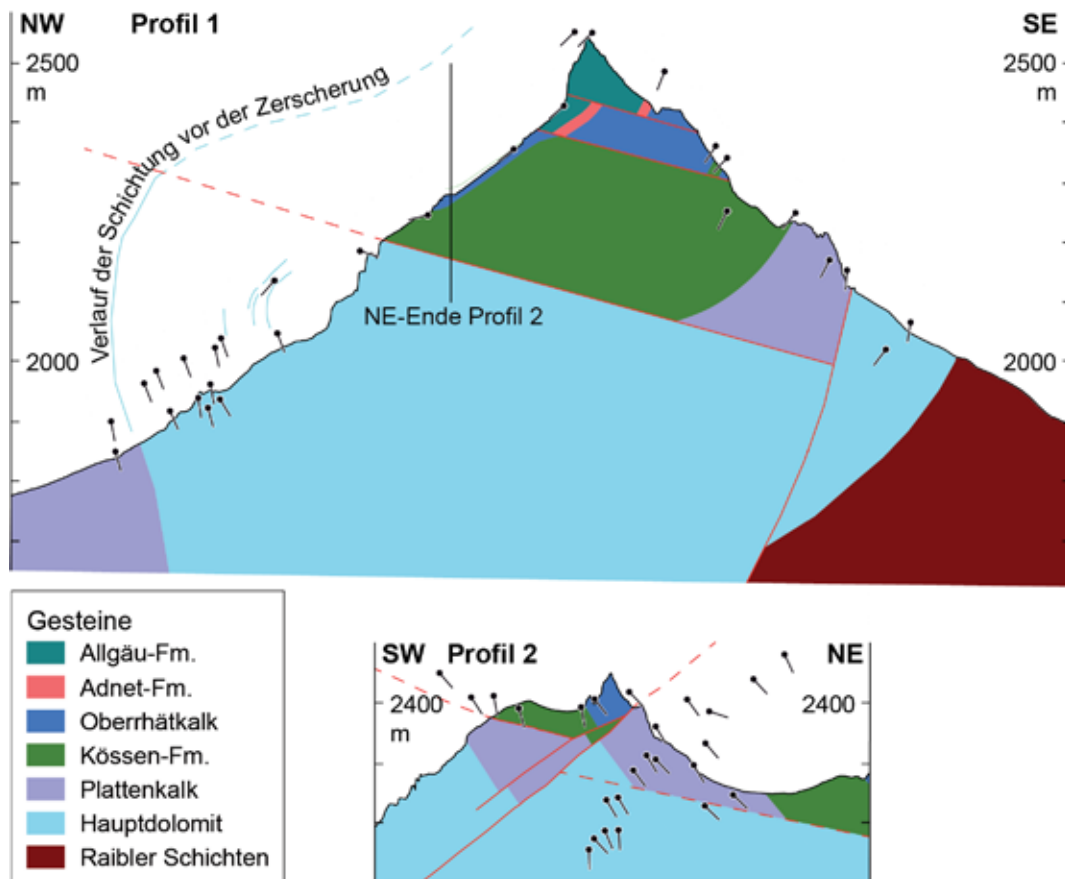 NW Profil 1 SE
2500 2500
m m
Verlauf der Schichtung vor der Zerscherung
NE-Ende Profil 2
2000 2000
Gesteine
Allgäu-Fm.
Adnet-Fm.
Oberrhätkalk
Kössen-Fm.
Plattenkalk
Hauptdolomit
Raibler Schichten
SW Profil 2 NE
2400 2400
m m